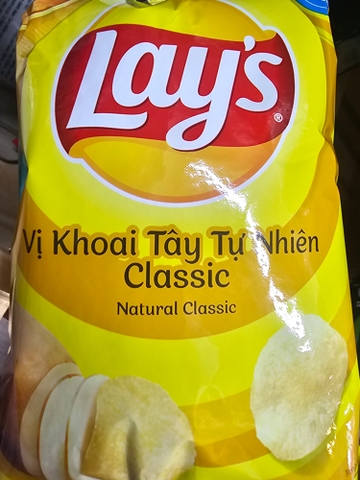 Lay's
®
Vị Khoai Tây Tự Nhiên
Classic
Natural Classic